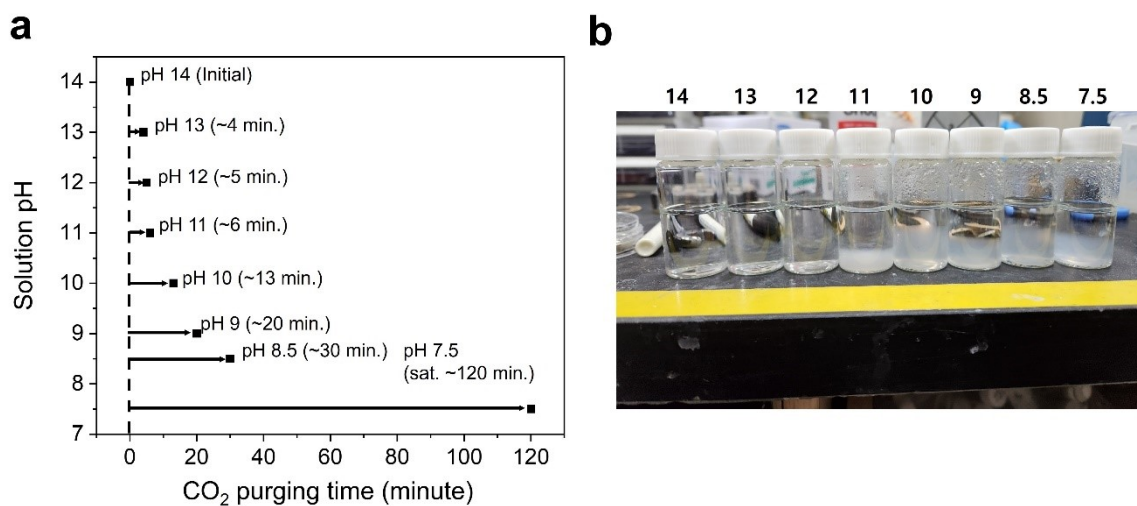 a
14
13
12
11
10
9
8
7
Solution pH
pH 14 (Initial)
pH 13 (~4 min.)
pH 12 (~5 min.)
pH 11 (~6 min.)
pH 10 (~13 min.)
pH 9 (~20 min.)
pH 8.5 (~30 min.)
pH 7.5
(sat. ~120 min.)
0 20 40 60 80 100 120
CO₂ purging time (minute)
b
14 13 12 11 10 9 8.5 7.5